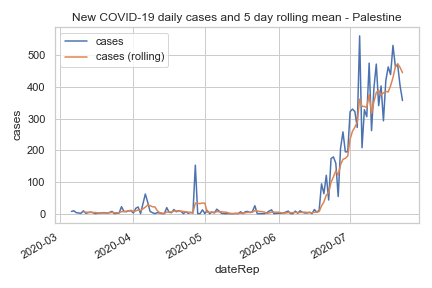 New COVID-19 daily cases and 5 day rolling mean - Palestine
cases
cases (rolling)
500
400
300
200
100
0
cases
2020-03
2020-04
2020-05
2020-06
2020-07
dateRep